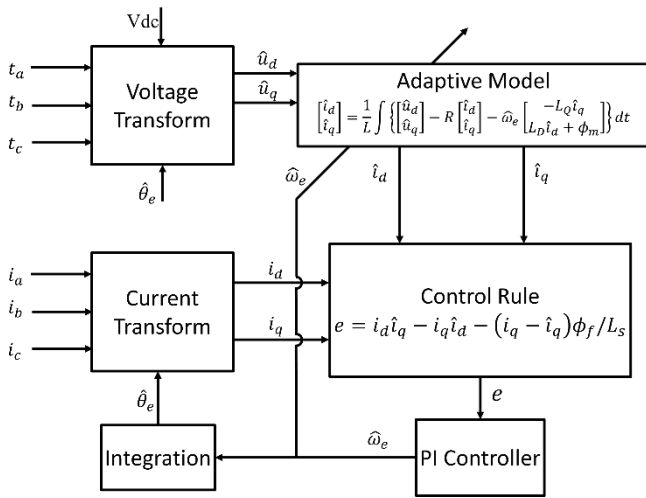 Vdc
t_a
t_b
t_c
Voltage
Transform
û_d
û_q
θ̂_e
Adaptive Model
[î_d î_q] = 1/L ∫ {[û_d û_q] − R [î_d î_q] − ω̂_e [−L_Q î_q L_D î_d + ϕ_m]} dt
ω̂_e
î_d
î_q
i_a
i_b
i_c
Current
Transform
i_d
i_q
θ̂_e
Control Rule
e = i_d î_q − i_q î_d − (i_q − î_q)ϕ_f/L_s
e
Integration
ω̂_e
PI Controller